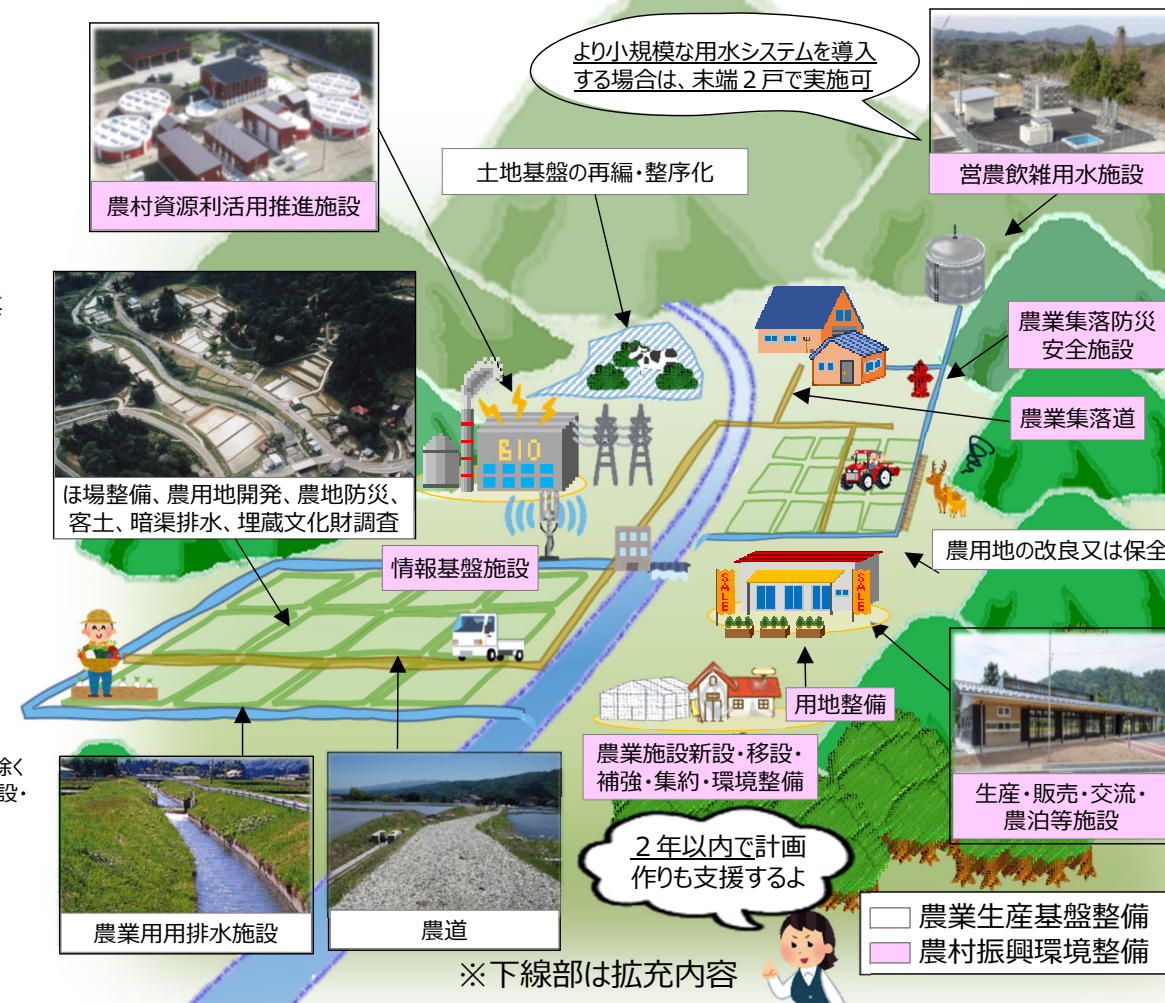 より小規模な用水システムを導入
する場合は、末端２戸で実施可
農村資源利活用推進施設
土地基盤の再編・整序化
営農飲雑用水施設
農業集落防災
安全施設
農業集落道
BIO
ほ場整備、農用地開発、農地防災、
客土、暗渠排水、埋蔵文化財調査
情報基盤施設
農用地の改良又は保全
SALE
SALE
用地整備
農業施設新設・移設・
補強・集約・環境整備
除く
設・
生産・販売・交流・
農泊等施設
２年以内で計画
作りも支援するよ
農業用用排水施設
農道
農業生産基盤整備
農村振興環境整備
※下線部は拡充内容